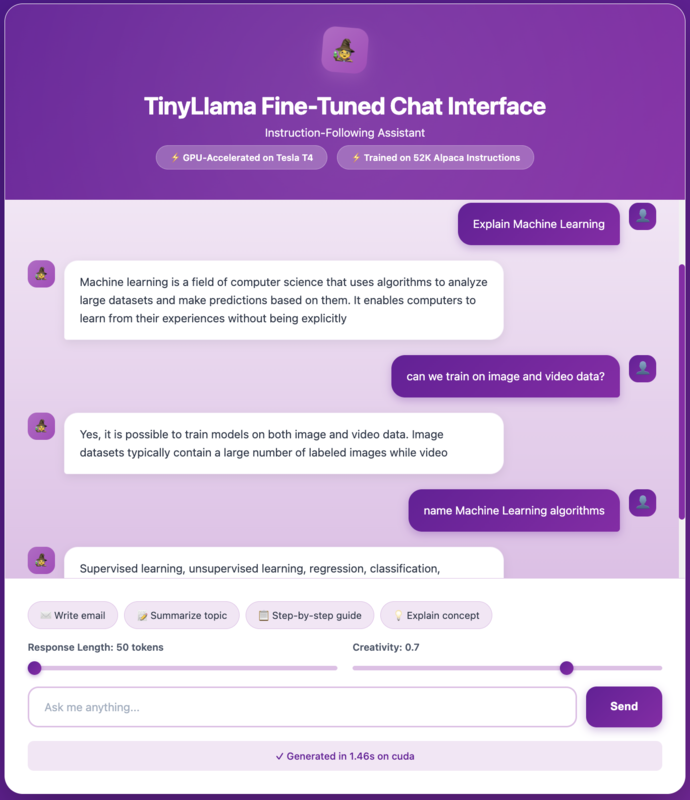 TinyLlama Fine-Tuned Chat Interface
Instruction-Following Assistant
⚡ GPU-Accelerated on Tesla T4
⚡ Trained on 52K Alpaca Instructions
Explain Machine Learning
Machine learning is a field of computer science that uses algorithms to analyze
large datasets and make predictions based on them. It enables computers to
learn from their experiences without being explicitly
can we train on image and video data?
Yes, it is possible to train models on both image and video data. Image
datasets typically contain a large number of labeled images while video
name Machine Learning algorithms
Supervised learning, unsupervised learning, regression, classification,
Write email
Summarize topic
Step-by-step guide
Explain concept
Response Length: 50 tokens
Creativity: 0.7
Ask me anything...
Send
✓ Generated in 1.46s on cuda